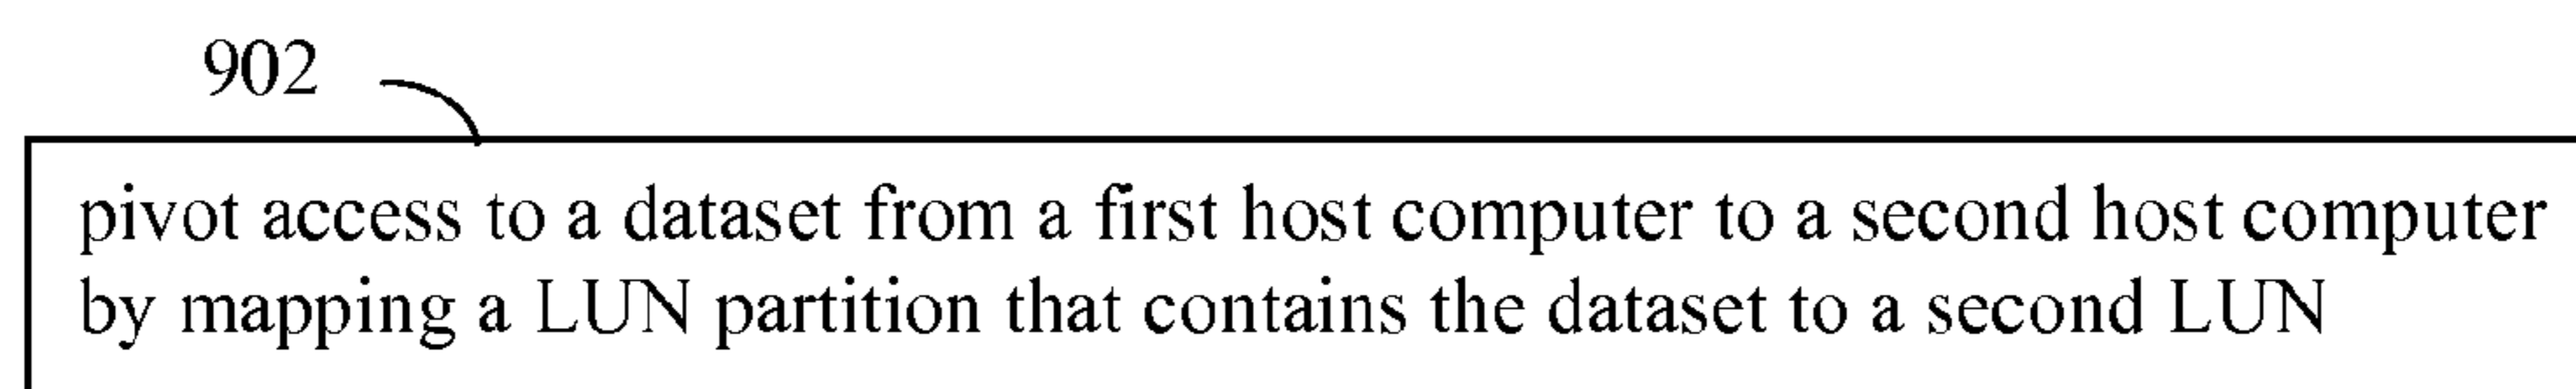 902
pivot access to a dataset from a first host computer to a second host computer
by mapping a LUN partition that contains the dataset to a second LUN